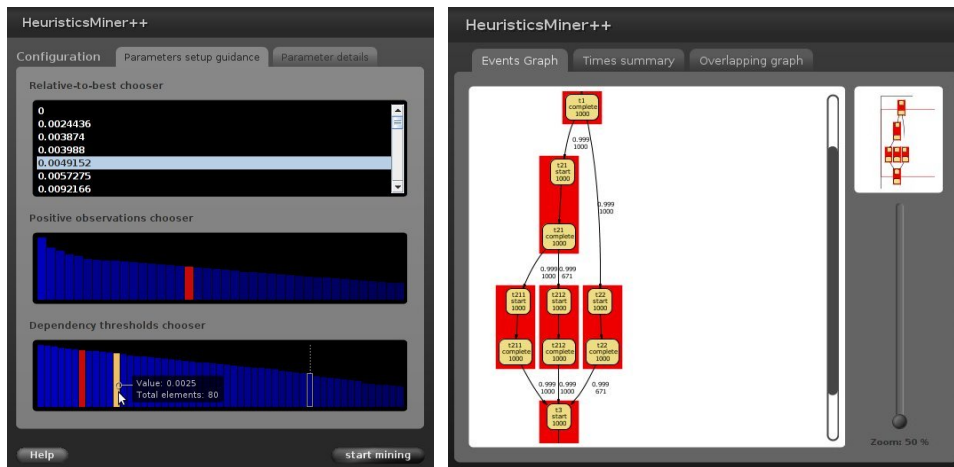 HeuristicsMiner++
Configuration
Parameters setup guidance
Parameter details
Relative-to-best chooser
0
0.0024436
0.003874
0.003988
0.0049152
0.0057275
0.0092166
Positive observations chooser
Dependency thresholds chooser
Value: 0.0025
Total elements: 80
Help
start mining
HeuristicsMiner++
Events Graph
Times summary
Overlapping graph
t1
complete
1000
0.999
1000
t21
start
1000
0.999
1000
t21
complete
1000
0.999 0.999
1000 671
t211 t212 t22
start start start
1000 1000 1000
t211 t212 t22
complete complete complete
1000 1000 1000
0.999 0.999 0.999
1000 1000 671
t3
start
1000
Zoom: 50 %